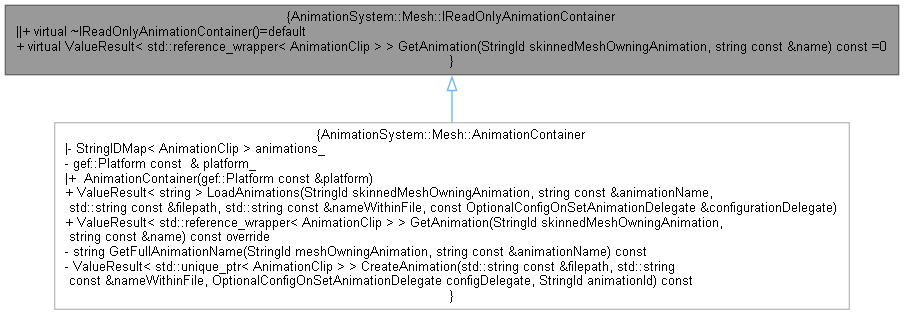 {AnimationSystem::Mesh::IReadOnlyAnimationContainer
||+ virtual ~IReadOnlyAnimationContainer()=default
+ virtual ValueResult< std::reference_wrapper< AnimationClip > > GetAnimation(StringId skinnedMeshOwningAnimation, string const &name) const =0
}
{AnimationSystem::Mesh::AnimationContainer
|- StringIDMap< AnimationClip > animations_
- gef::Platform const  & platform_
|+  AnimationContainer(gef::Platform const &platform)
+ ValueResult< string > LoadAnimations(StringId skinnedMeshOwningAnimation, string const &animationName,
std::string const &filepath, std::string const &nameWithinFile, const OptionalConfigOnSetAnimationDelegate &configurationDelegate)
+ ValueResult< std::reference_wrapper< AnimationClip > > GetAnimation(StringId skinnedMeshOwningAnimation,
string const &name) const override
- string GetFullAnimationName(StringId meshOwningAnimation, string const &animationName) const
- ValueResult< std::unique_ptr< AnimationClip > > CreateAnimation(std::string const &filepath, std::string
const &nameWithinFile, OptionalConfigOnSetAnimationDelegate configDelegate, StringId animationId) const
}